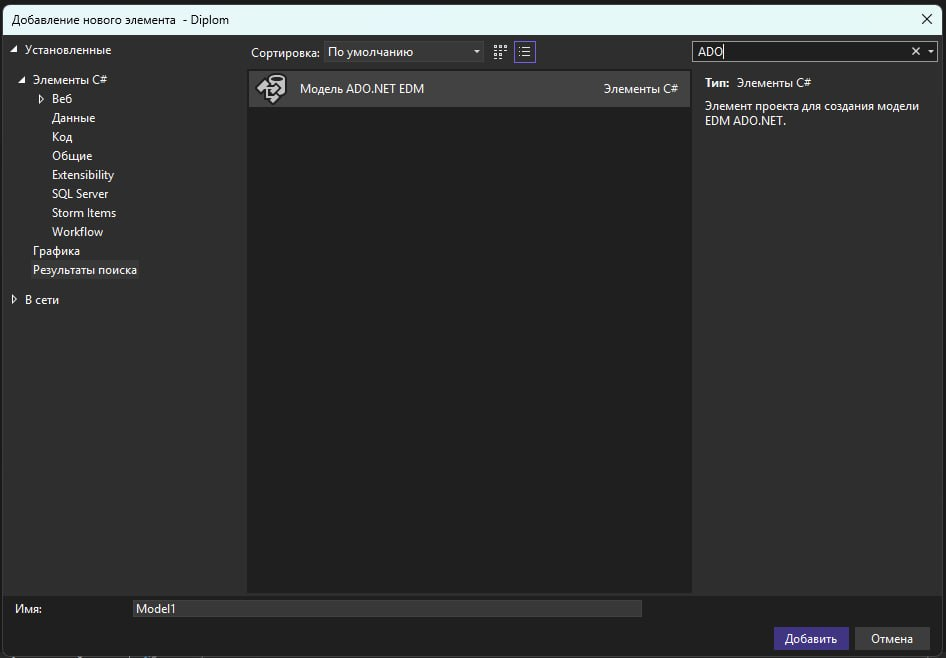 Добавление нового элемента - Diplom
Установленные
Элементы C#
Веб
Данные
Код
Общие
Extensibility
SQL Server
Storm Items
Workflow
Графика
Результаты поиска
В сети
Сортировка: По умолчанию
Модель ADO.NET EDM Элементы C#
ADO
Тип: Элементы C#
Элемент проекта для создания модели
EDM ADO.NET.
Имя: Model1
Добавить Отмена